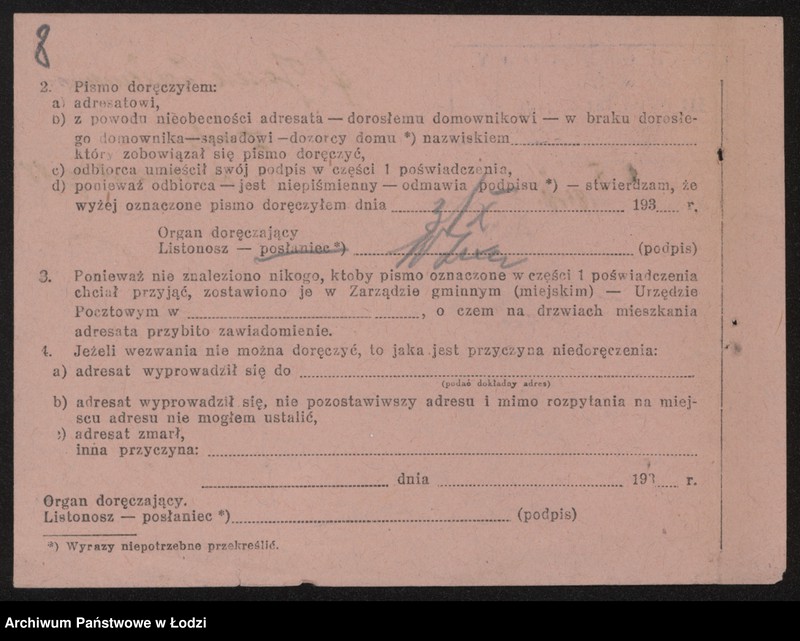 8
2. Pismo doręczyłem:
a) adresatowi,
b) z powodu nieobecności adresata — dorosłemu domownikowi — w braku dorosłe-
go domownika—sąsiadowi—dozorcy domu *) nazwiskiem
który zobowiązał się pismo doręczyć,
c) odbiorca umieścił swój podpis w części 1 poświadczenia,
d) ponieważ odbiorca — jest niepiśmienny — odmawia podpisu *) — stwierdzam, że
wyżej oznaczone pismo doręczyłem dnia 3/IX 193 r.
Organ doręczający
Listonosz — posłaniec *) (podpis)
3. Ponieważ nie znaleziono nikogo, ktoby pismo oznaczone w części 1 poświadczenia
chciał przyjąć, zostawiono je w Zarządzie gminnym (miejskim) — Urzędzie
Pocztowym w , o czem na drzwiach mieszkania
adresata przybito zawiadomienie.
4. Jeżeli wezwania nie można doręczyć, to jaka jest przyczyna niedoręczenia:
a) adresat wyprowadził się do
(podać dokładny adres)
b) adresat wyprowadził się, nie pozostawiwszy adresu i mimo rozpytania na miej-
scu adresu nie mogłem ustalić,
c) adresat zmarł,
inna przyczyna:
dnia 193 r.
Organ doręczający.
Listonosz — posłaniec *) (podpis)
*) Wyrazy niepotrzebne przekreślić.
Archiwum Państwowe w Łodzi